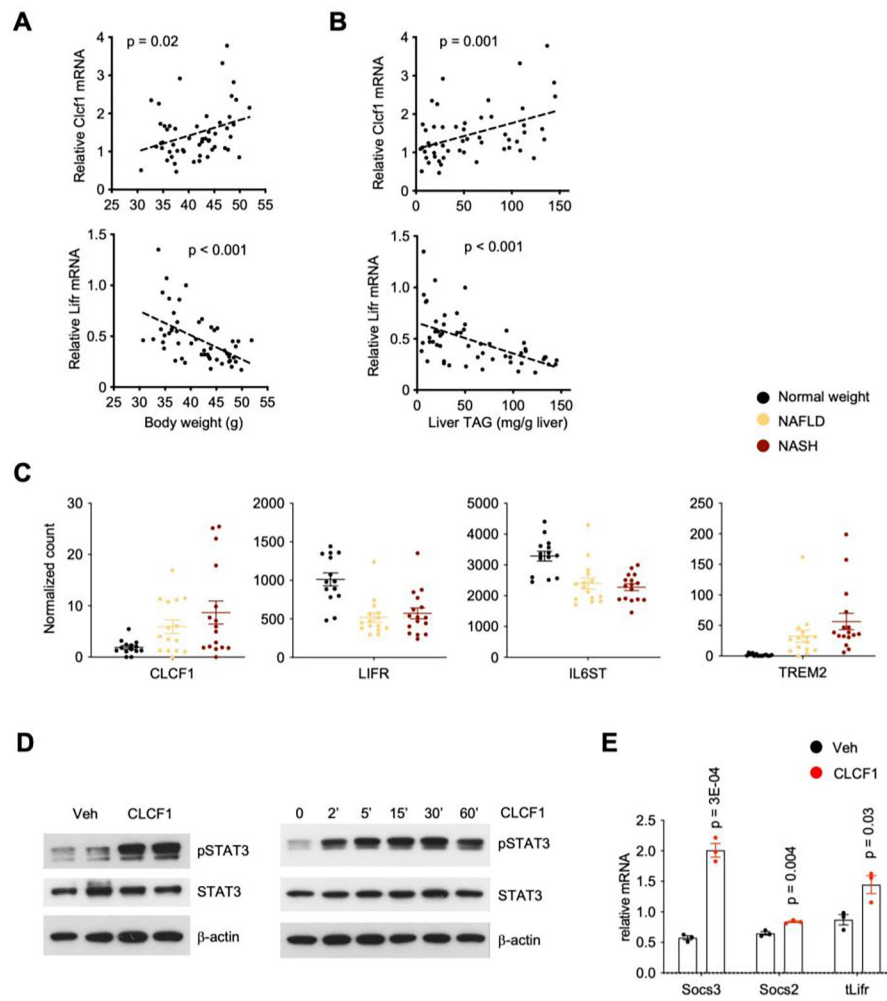 A
B
p = 0.02
p = 0.001
Relative Clcf1 mRNA
4
3
2
1
0
25 30 35 40 45 50 55
Relative Clcf1 mRNA
4
3
2
1
0
0 50 100 150
p < 0.001
p < 0.001
Relative Lifr mRNA
1.5
1.0
0.5
0
25 30 35 40 45 50 55
Body weight (g)
Relative Lifr mRNA
1.5
1.0
0.5
0
0 50 100 150
Liver TAG (mg/g liver)
Normal weight
NAFLD
NASH
C
Normalized count
30
20
10
0
CLCF1
2000
1500
1000
500
0
LIFR
5000
4000
3000
2000
1000
0
IL6ST
250
200
150
100
50
0
TREM2
D
Veh CLCF1
pSTAT3
STAT3
β-actin
0 2' 5' 15' 30' 60' CLCF1
pSTAT3
STAT3
β-actin
E
Veh
CLCF1
relative mRNA
2.5
2.0
1.5
1.0
0.5
0.0
p = 3E-04
p = 0.004
p = 0.03
Socs3 Socs2 tLifr